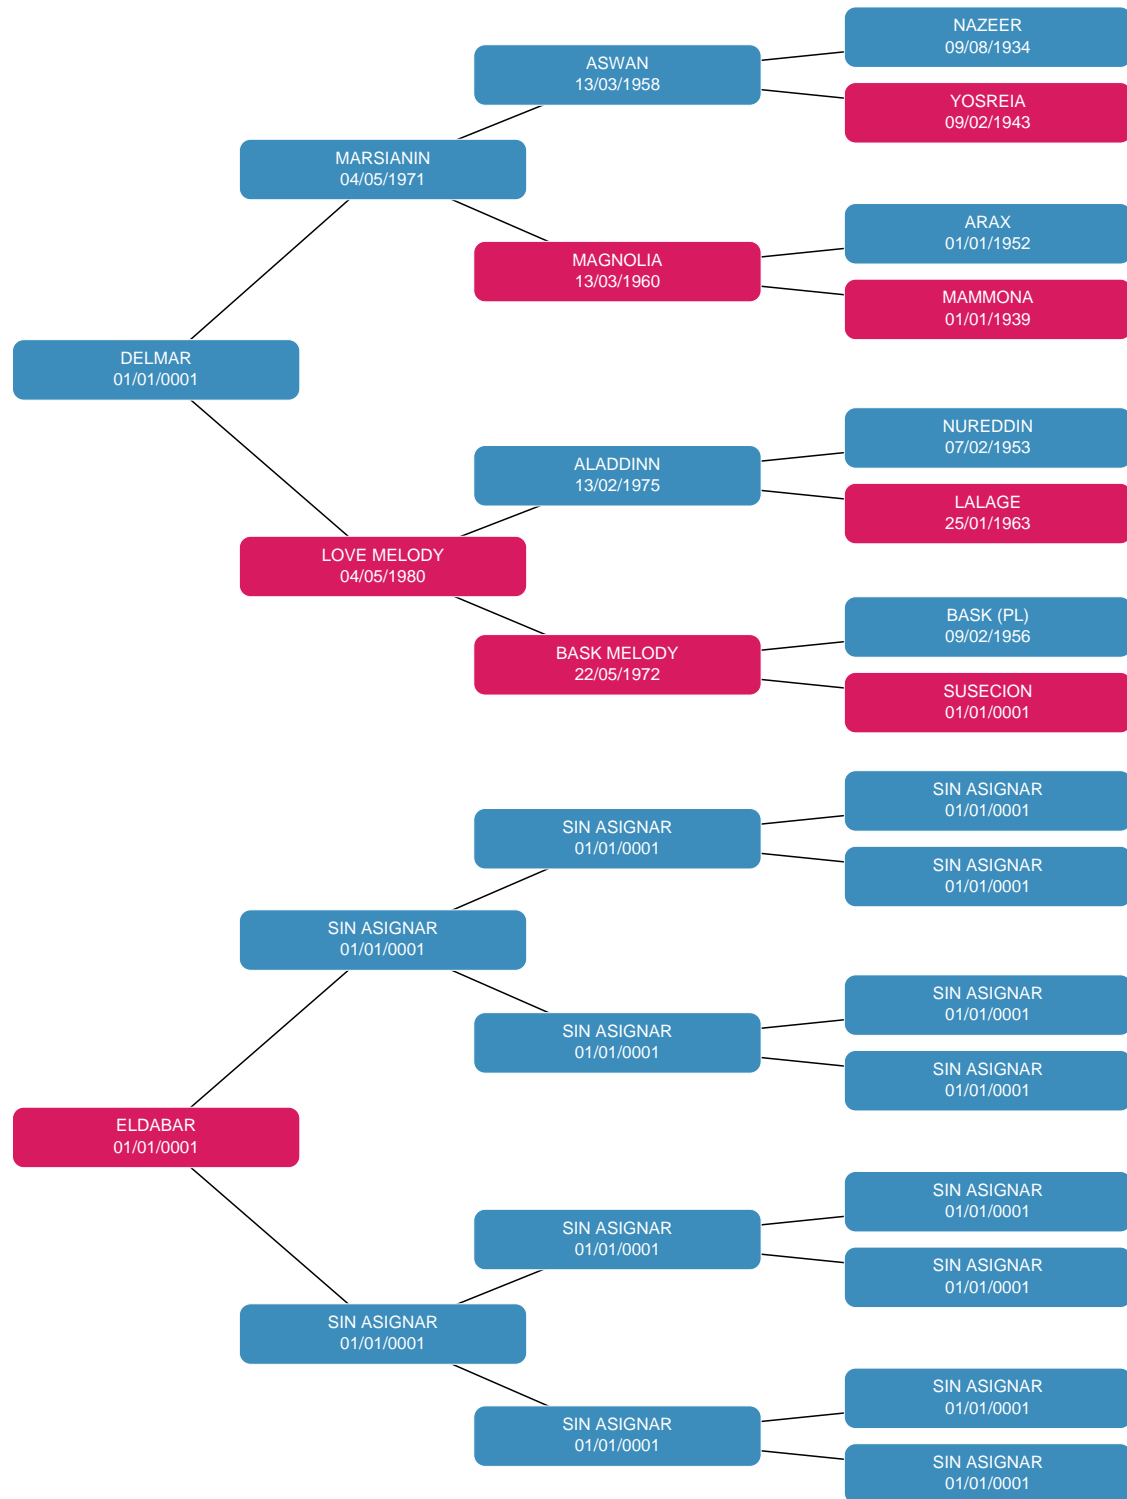 NAZEER
09/08/1934
ASWAN
13/03/1958
YOSREIA
09/02/1943
MARSIANIN
04/05/1971
ARAX
01/01/1952
MAGNOLIA
13/03/1960
MAMMONA
01/01/1939
DELMAR
01/01/0001
NUREDDIN
07/02/1953
ALADDINN
13/02/1975
LALAGE
25/01/1963
LOVE MELODY
04/05/1980
BASK (PL)
09/02/1956
BASK MELODY
22/05/1972
SUSECION
01/01/0001
SIN ASIGNAR
01/01/0001
SIN ASIGNAR
01/01/0001
SIN ASIGNAR
01/01/0001
SIN ASIGNAR
01/01/0001
SIN ASIGNAR
01/01/0001
SIN ASIGNAR
01/01/0001
SIN ASIGNAR
01/01/0001
ELDABAR
01/01/0001
SIN ASIGNAR
01/01/0001
SIN ASIGNAR
01/01/0001
SIN ASIGNAR
01/01/0001
SIN ASIGNAR
01/01/0001
SIN ASIGNAR
01/01/0001
SIN ASIGNAR
01/01/0001
SIN ASIGNAR
01/01/0001